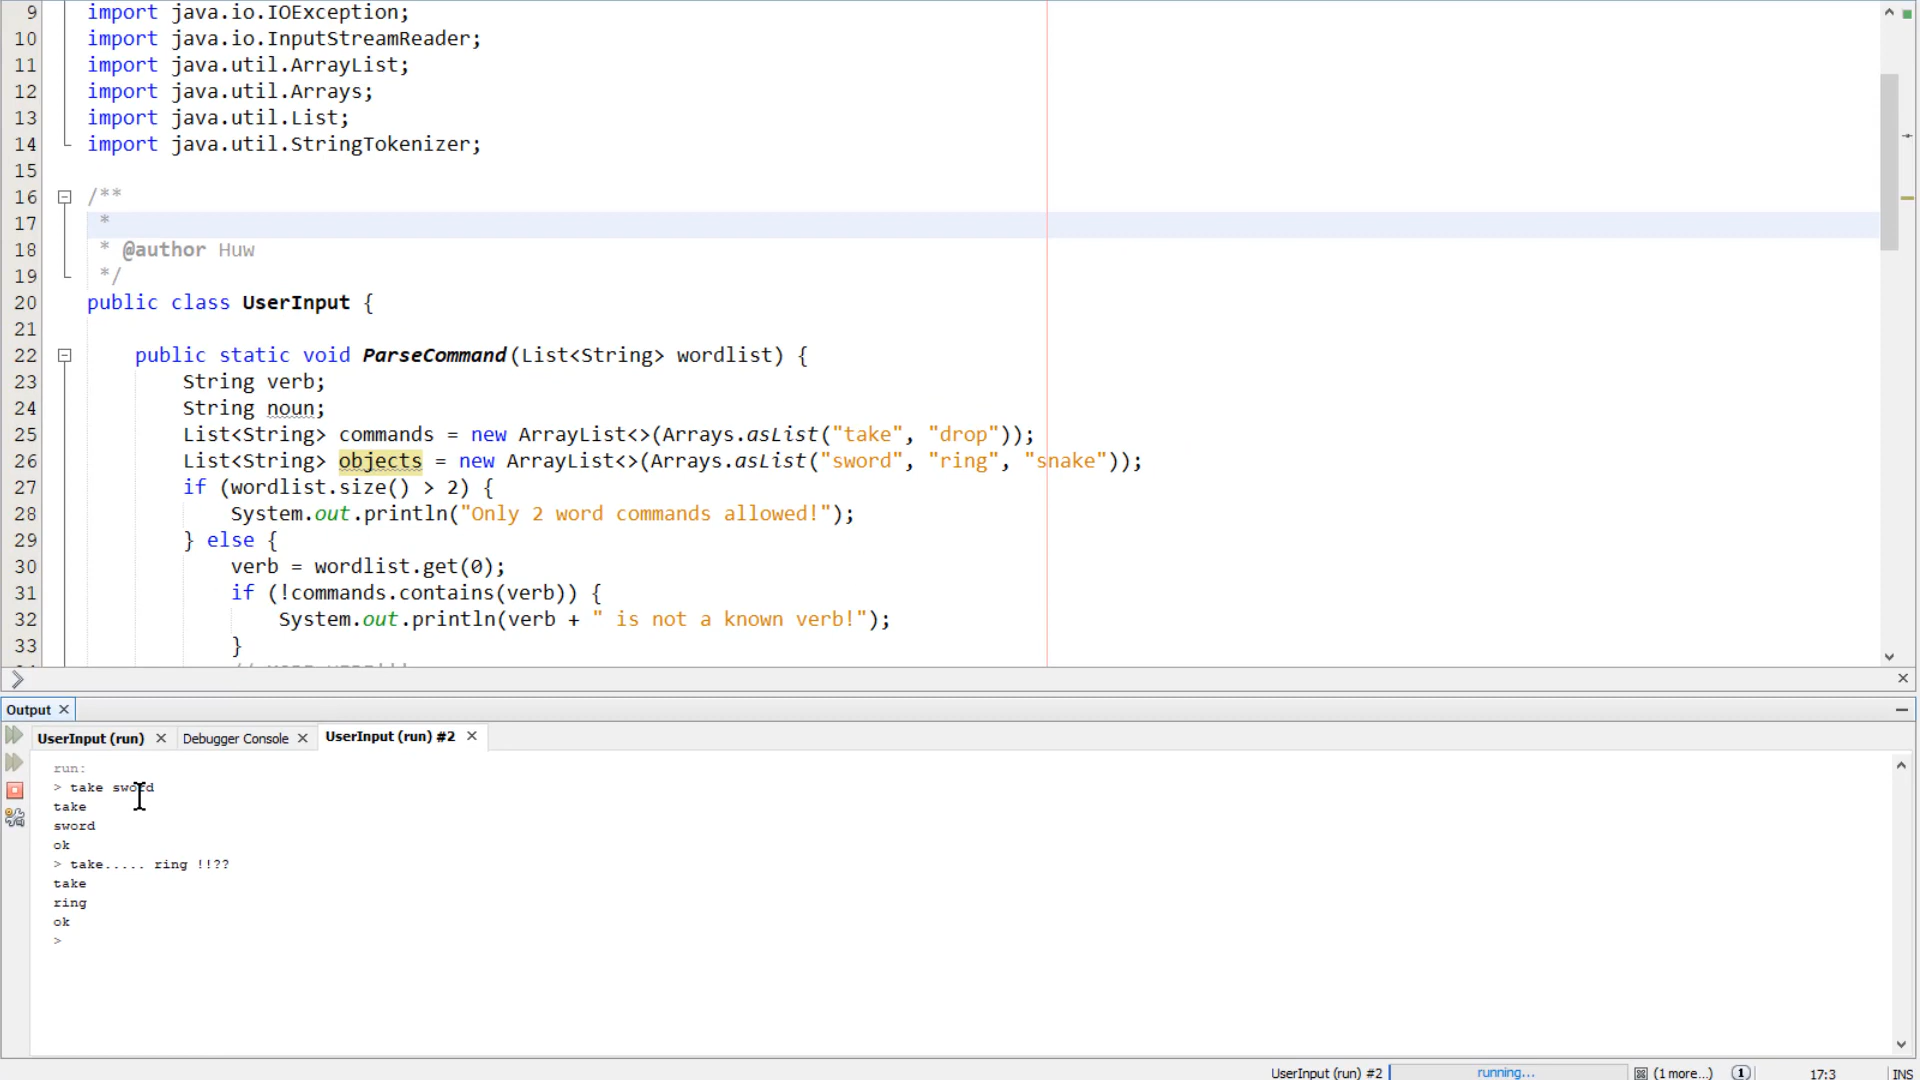 9 import java.io.IOException;
10 import java.io.InputStreamReader;
11 import java.util.ArrayList;
12 import java.util.Arrays;
13 import java.util.List;
14 import java.util.StringTokenizer;
15
16 /**
17 *
18 * @author Huw
19 */
20 public class UserInput {
21
22 public static void ParseCommand(List<String> wordlist) {
23 String verb;
24 String noun;
25 List<String> commands = new ArrayList<>(Arrays.asList("take", "drop"));
26 List<String> objects = new ArrayList<>(Arrays.asList("sword", "ring", "snake"));
27 if (wordlist.size() > 2) {
28 System.out.println("Only 2 word commands allowed!");
29 } else {
30 verb = wordlist.get(0);
31 if (!commands.contains(verb)) {
32 System.out.println(verb + " is not a known verb!");
33 }
Output
UserInput (run) Debugger Console UserInput (run) #2
run:
> take sword
take
sword
ok
> take..... ring !!??
take
ring
ok
>
UserInput (run) #2 running... (1 more...) 1 17:3 INS